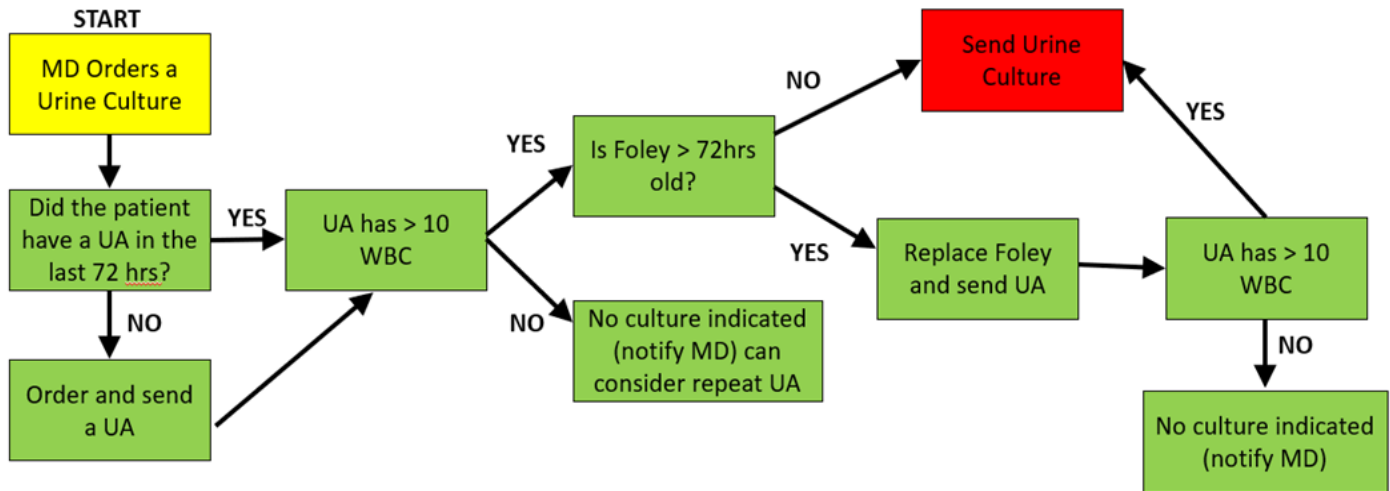 START
MD Orders a
Urine Culture
Did the patient
have a UA in the
last 72 hrs?
YES
NO
Order and send
a UA
UA has > 10
WBC
YES
NO
Is Foley > 72hrs
old?
No culture indicated
(notify MD) can
consider repeat UA
NO
YES
Send Urine
Culture
Replace Foley
and send UA
YES
UA has > 10
WBC
NO
No culture indicated
(notify MD)